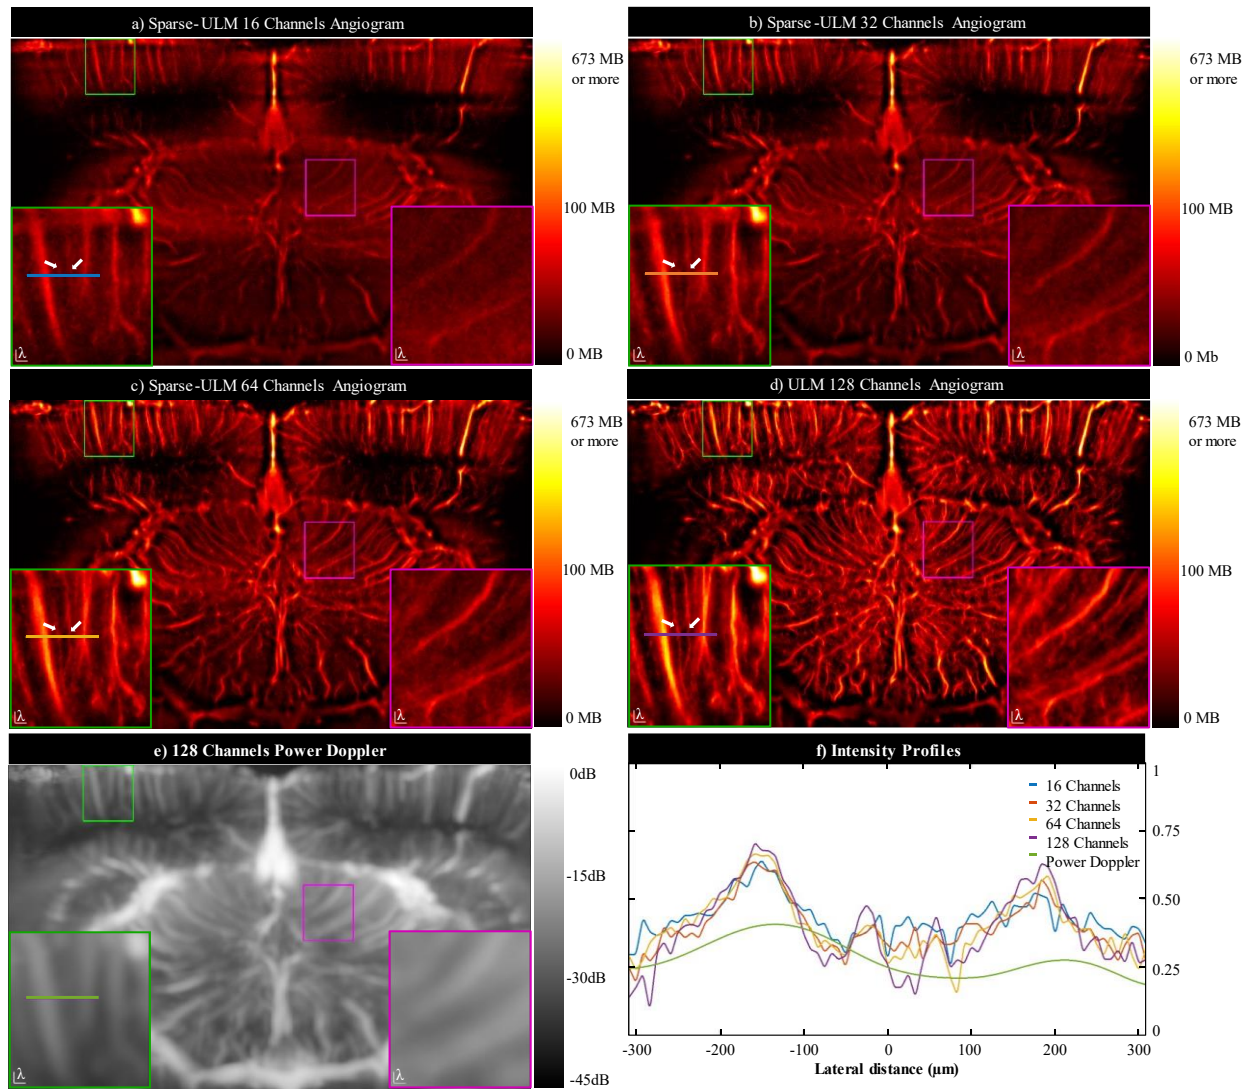 a) Sparse-ULM 16 Channels Angiogram
b) Sparse-ULM 32 Channels Angiogram
673 MB
or more
100 MB
0 MB
λ
λ
673 MB
or more
100 MB
0 Mb
λ
λ
c) Sparse-ULM 64 Channels Angiogram
d) ULM 128 Channels Angiogram
673 MB
or more
100 MB
0 MB
λ
λ
673 MB
or more
100 MB
0 MB
λ
λ
e) 128 Channels Power Doppler
0dB
-15dB
-30dB
-45dB
λ
λ
f) Intensity Profiles
16 Channels
32 Channels
64 Channels
128 Channels
Power Doppler
1
0.75
0.50
0.25
0
-300 -200 -100 0 100 200 300
Lateral distance (μm)